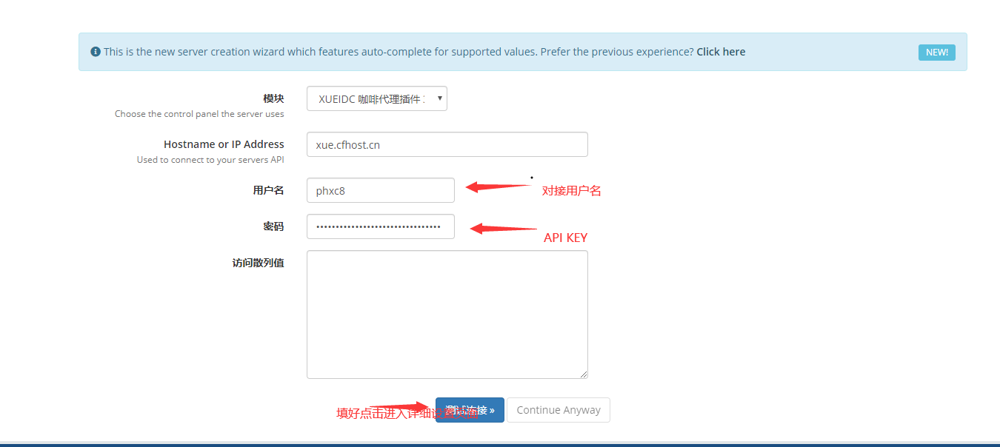 This is the new server creation wizard which features auto-complete for supported values. Prefer the previous experience? Click here NEW!
模块 XUEIDC 咖啡代理插件
Choose the control panel the server uses
Hostname or IP Address xue.cfhost.cn
Used to connect to your servers API
用户名 phxc8 对接用户名
密码 API KEY
访问散列值
填好点击进入详细设置页面 测试连接 » Continue Anyway